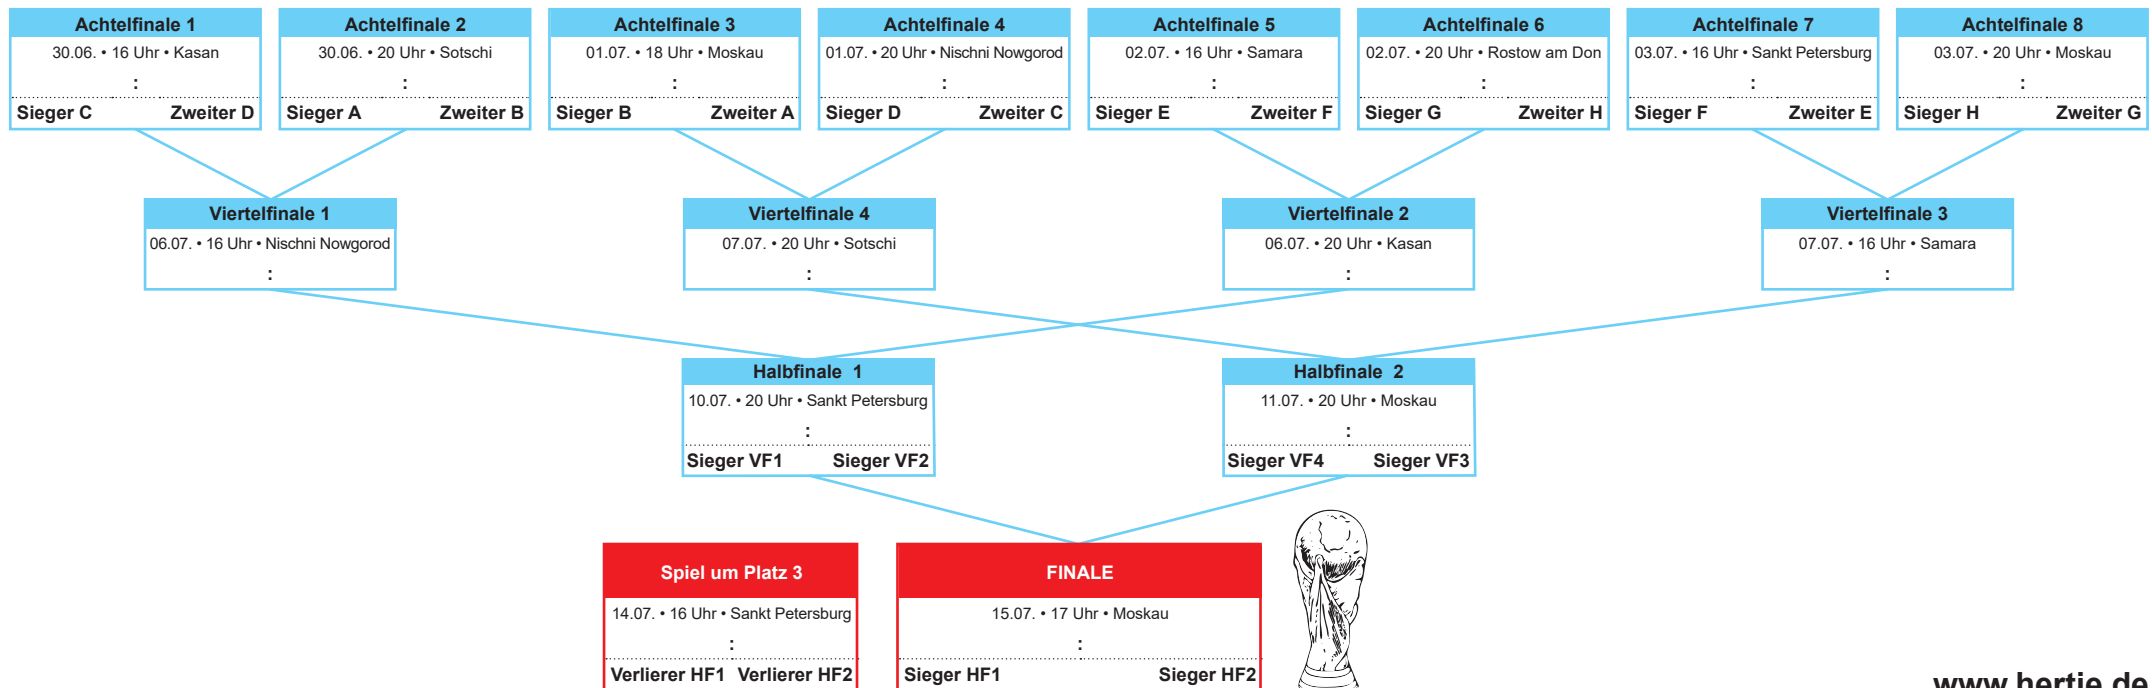 Achtelfinale 1
30.06. • 16 Uhr • Kasan
:
Sieger C Zweiter D
Achtelfinale 2
30.06. • 20 Uhr • Sotschi
:
Sieger A Zweiter B
Achtelfinale 3
01.07. • 18 Uhr • Moskau
:
Sieger B Zweiter A
Achtelfinale 4
01.07. • 20 Uhr • Nischni Nowgorod
:
Sieger D Zweiter C
Achtelfinale 5
02.07. • 16 Uhr • Samara
:
Sieger E Zweiter F
Achtelfinale 6
02.07. • 20 Uhr • Rostow am Don
:
Sieger G Zweiter H
Achtelfinale 7
03.07. • 16 Uhr • Sankt Petersburg
:
Sieger F Zweiter E
Achtelfinale 8
03.07. • 20 Uhr • Moskau
:
Sieger H Zweiter G
Viertelfinale 1
06.07. • 16 Uhr • Nischni Nowgorod
:
Viertelfinale 4
07.07. • 20 Uhr • Sotschi
:
Viertelfinale 2
06.07. • 20 Uhr • Kasan
:
Viertelfinale 3
07.07. • 16 Uhr • Samara
:
Halbfinale 1
10.07. • 20 Uhr • Sankt Petersburg
:
Sieger VF1 Sieger VF2
Halbfinale 2
11.07. • 20 Uhr • Moskau
:
Sieger VF4 Sieger VF3
Spiel um Platz 3
14.07. • 16 Uhr • Sankt Petersburg
:
Verlierer HF1 Verlierer HF2
FINALE
15.07. • 17 Uhr • Moskau
:
Sieger HF1 Sieger HF2
www.hertie.de